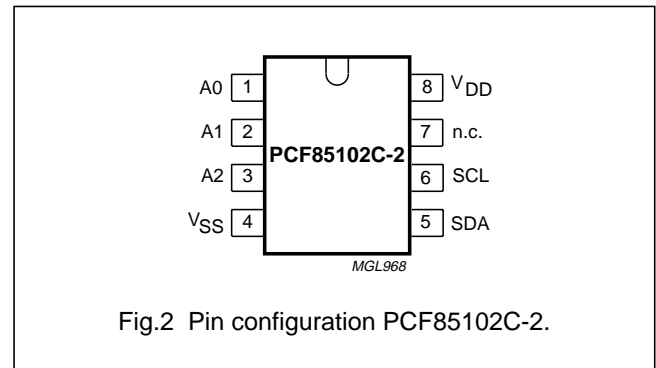 A0 1 8 VDD
A1 2 7 n.c.
PCF85102C-2
A2 3 6 SCL
VSS 4 5 SDA
MGL968
Fig.2 Pin configuration PCF85102C-2.